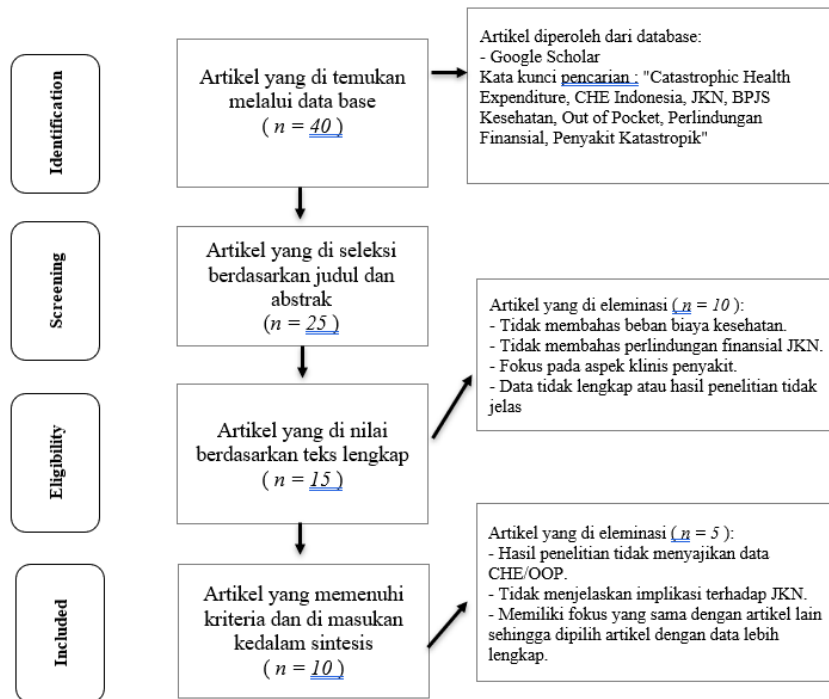 Identification
Artikel yang di temukan
melalui data base
( n = 40 )
Artikel diperoleh dari database:
- Google Scholar
Kata kunci pencarian : "Catastrophic Health
Expenditure, CHE Indonesia, JKN, BPJS
Kesehatan, Out of Pocket, Perlindungan
Finansial, Penyakit Katastropik"
Screening
Artikel yang di seleksi
berdasarkan judul dan
abstrak
(n = 25 )
Artikel yang di eleminasi ( n = 10 ):
- Tidak membahas beban biaya kesehatan.
- Tidak membahas perlindungan finansial JKN.
- Fokus pada aspek klinis penyakit.
- Data tidak lengkap atau hasil penelitian tidak
jelas
Eligibility
Artikel yang di nilai
berdasarkan teks lengkap
( n = 15 )
Included
Artikel yang memenuhi
kriteria dan di masukan
kedalam sintesis
( n = 10 )
Artikel yang di eleminasi ( n = 5 ):
- Hasil penelitian tidak menyajikan data
CHE/OOP.
- Tidak menjelaskan implikasi terhadap JKN.
- Memiliki fokus yang sama dengan artikel lain
sehingga dipilih artikel dengan data lebih
lengkap.